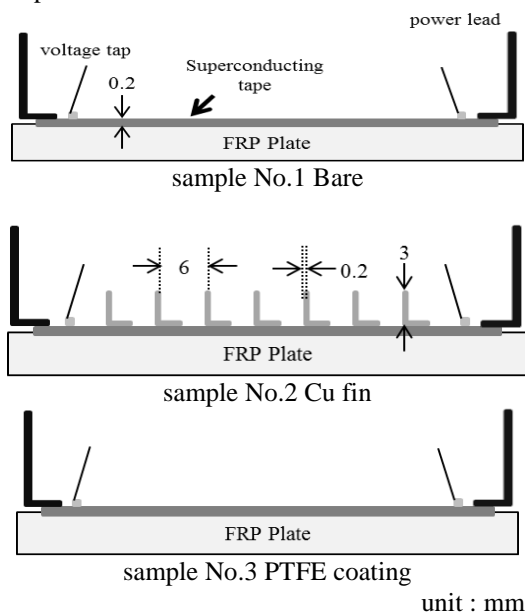 power lead
voltage tap
Superconducting
tape
0.2
FRP Plate
sample No.1 Bare
6
0.2
3
FRP Plate
sample No.2 Cu fin
FRP Plate
sample No.3 PTFE coating
unit : mm